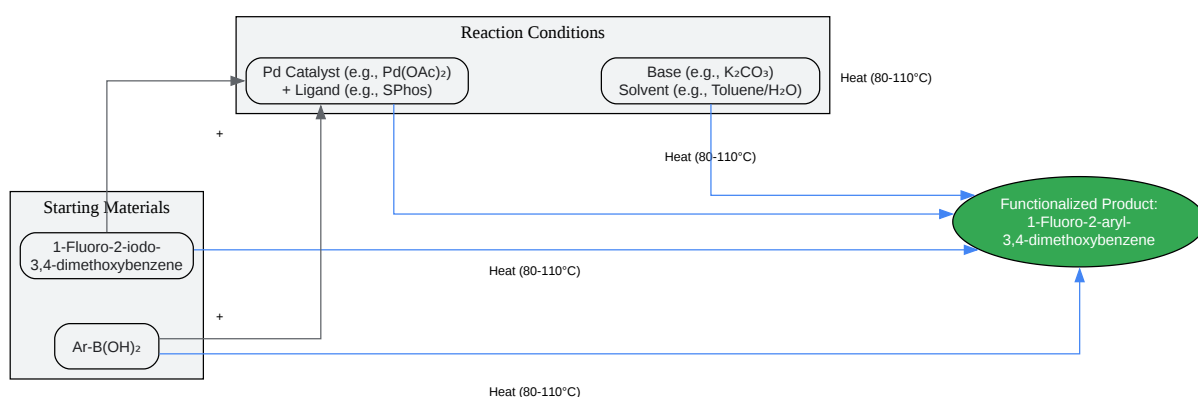 Reaction Conditions
Pd Catalyst (e.g., Pd(OAc)₂)
+ Ligand (e.g., SPhos)
Base (e.g., K₂CO₃)
Solvent (e.g., Toluene/H₂O)
Heat (80-110°C)
+
Heat (80-110°C)
Starting Materials
1-Fluoro-2-iodo-
3,4-dimethoxybenzene
Functionalized Product:
1-Fluoro-2-aryl-
3,4-dimethoxybenzene
Heat (80-110°C)
+
Ar-B(OH)₂
Heat (80-110°C)